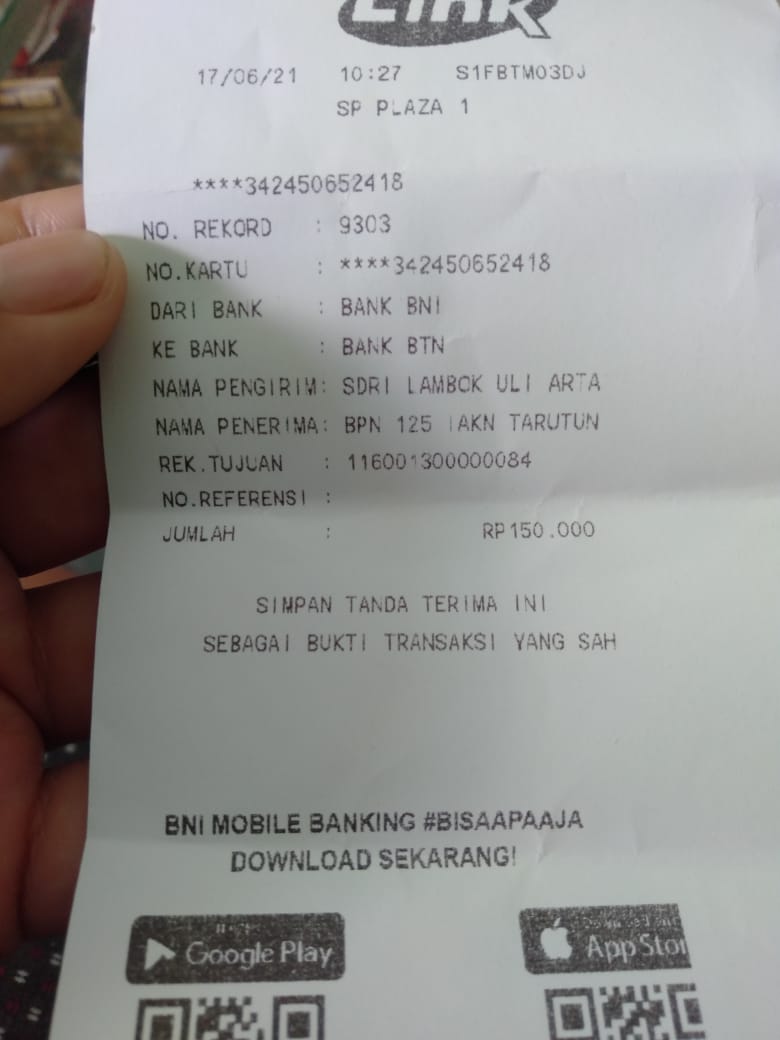 Link
17/06/21 10:27 S1FBTM03DJ
SP PLAZA 1
****342450652418
NO. REKORD : 9303
NO.KARTU : ****342450652418
DARI BANK : BANK BNI
KE BANK : BANK BTN
NAMA PENGIRIM: SDRI LAMBOK ULI ARTA
NAMA PENERIMA: BPN 125 IAKN TARUTUN
REK.TUJUAN : 116001300000084
NO.REFERENSI :
JUMLAH : RP150.000
SIMPAN TANDA TERIMA INI
SEBAGAI BUKTI TRANSAKSI YANG SAH
BNI MOBILE BANKING #BISAAPAAJA
DOWNLOAD SEKARANG!
Google Play
App Stor